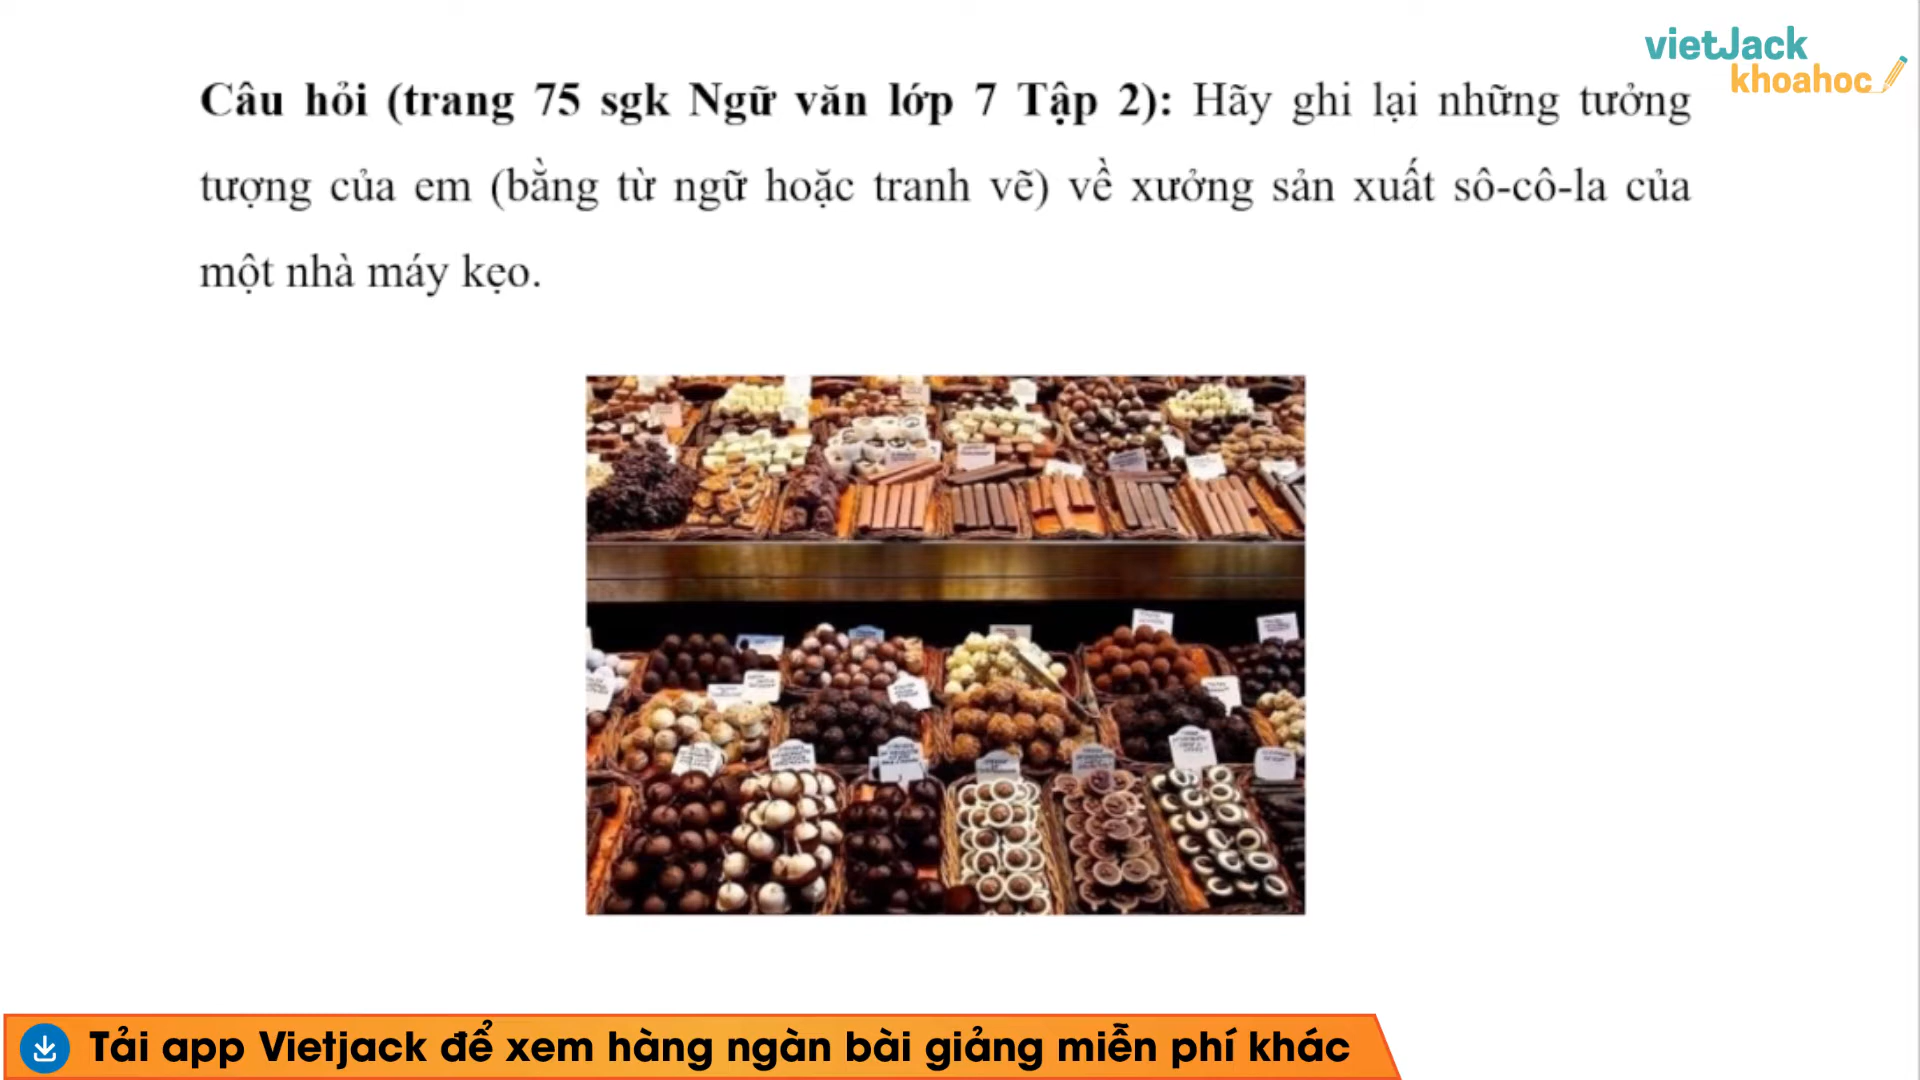 vietJack
khoahoc
Câu hỏi (trang 75 sgk Ngữ văn lớp 7 Tập 2): Hãy ghi lại những tưởng
tượng của em (bằng từ ngữ hoặc tranh vẽ) về xưởng sản xuất sô-cô-la của
một nhà máy kẹo.
Tải app Vietjack để xem hàng ngàn bài giảng miễn phí khác